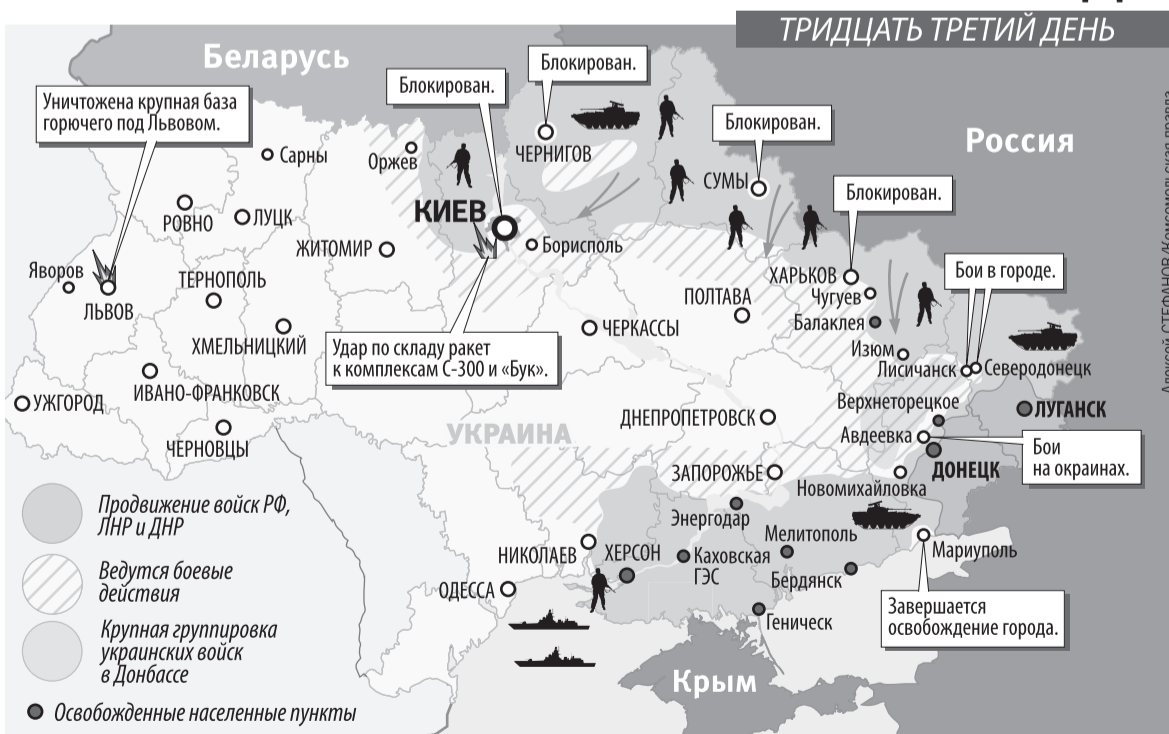 ТРИДЦАТЬ ТРЕТИЙ ДЕНЬ
Беларусь
Россия
Блокирован.
Блокирован.
Блокирован.
Блокирован.
Уничтожена крупная база
горючего под Львовом.
Сарны
Оржев
ЧЕРНИГОВ
СУМЫ
РОВНО
ЛУЦК
КИЕВ
Борисполь
ЖИТОМИР
Яворов
ЛЬВОВ
ТЕРНОПОЛЬ
ХМЕЛЬНИЦКИЙ
ПОЛТАВА
ХАРЬКОВ
Чугуев
Балаклея
Изюм
Бои в городе.
Лисичанск
Северодонецк
ЧЕРКАССЫ
Удар по складу ракет
к комплексам С-300 и «Бук».
ИВАНО-ФРАНКОВСК
УЖГОРОД
ЧЕРНОВЦЫ
УКРАИНА
ДНЕПРОПЕТРОВСК
Верхнеторецкое
ЛУГАНСК
Авдеевка
ДОНЕЦК
Бои
на окраинах.
ЗАПОРОЖЬЕ
Новомихайловка
Энергодар
Мелитополь
Мариуполь
НИКОЛАЕВ
ХЕРСОН
Каховская
ГЭС
Бердянск
ОДЕССА
Геническ
Завершается
освобождение города.
Крым
Продвижение войск РФ,
ЛНР и ДНР
Ведутся боевые
действия
Крупная группировка
украинских войск
в Донбассе
Освобожденные населенные пункты